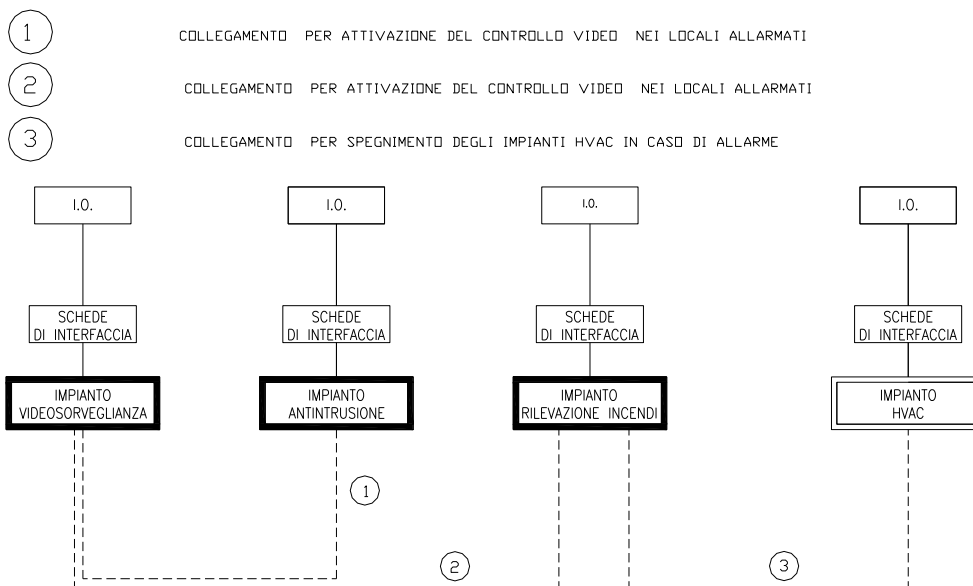 1 COLLEGAMENTO PER ATTIVAZIONE DEL CONTROLLO VIDEO NEI LOCALI ALLARMATI
2 COLLEGAMENTO PER ATTIVAZIONE DEL CONTROLLO VIDEO NEI LOCALI ALLARMATI
3 COLLEGAMENTO PER SPEGNIMENTO DEGLI IMPIANTI HVAC IN CASO DI ALLARME
I.O.
I.O.
I.O.
I.O.
SCHEDE
DI INTERFACCIA
SCHEDE
DI INTERFACCIA
SCHEDE
DI INTERFACCIA
SCHEDE
DI INTERFACCIA
IMPIANTO
VIDEOSORVEGLIANZA
IMPIANTO
ANTINTRUSIONE
IMPIANTO
RILEVAZIONE INCENDI
IMPIANTO
HVAC
1
2
3